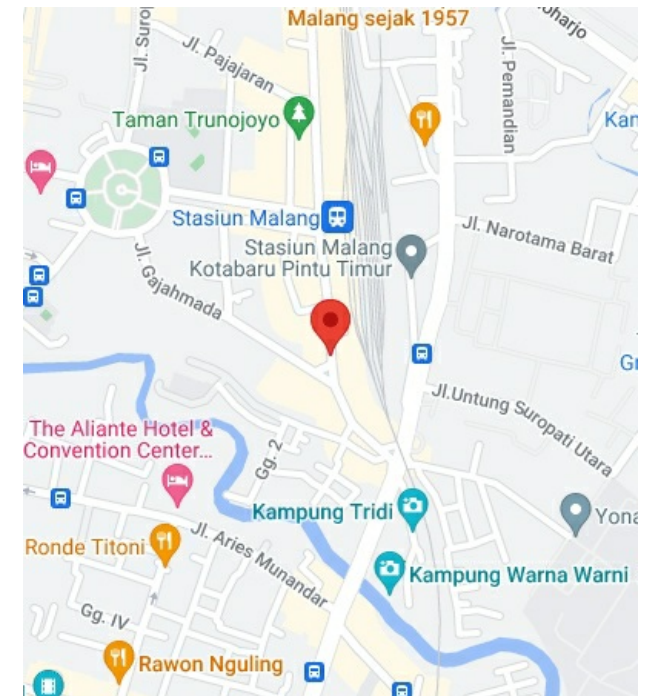 Malang sejak 1957
Jl. Pajajaran
Jl. Pemandian
Taman Trunojoyo
Stasiun Malang
Stasiun Malang
Kotabaru Pintu Timur
Jl. Narotama Barat
Jl. Gajahmada
Jl.Untung Suropati Utara
The Aliante Hotel &
Convention Center...
Gg. 2
Kampung Tridi
Ronde Titoni
Jl. Aries Munandar
Kampung Warna Warni
Gg. IV
Rawon Nguling